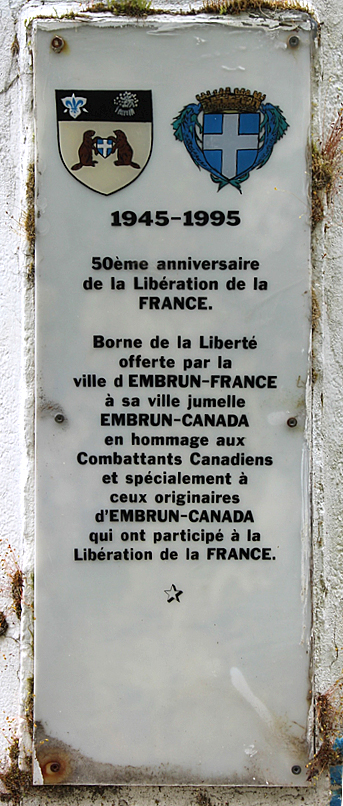 1945-1995
50ème anniversaire
de la Libération de la
FRANCE.
Borne de la Liberté
offerte par la
ville d EMBRUN-FRANCE
à sa ville jumelle
EMBRUN-CANADA
en hommage aux
Combattants Canadiens
et spécialement à
ceux originaires
d'EMBRUN-CANADA
qui ont participé à la
Libération de la FRANCE.